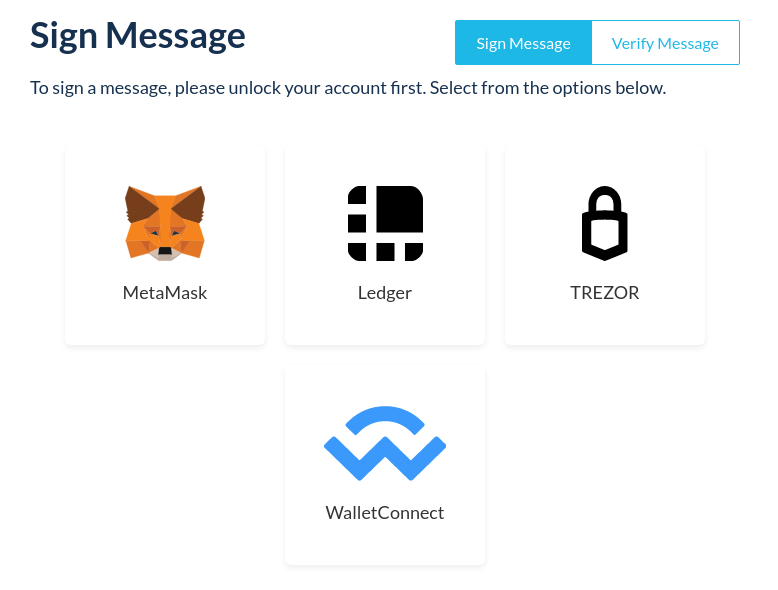 Sign Message
Sign Message Verify Message
To sign a message, please unlock your account first. Select from the options below.
MetaMask
Ledger
TREZOR
WalletConnect